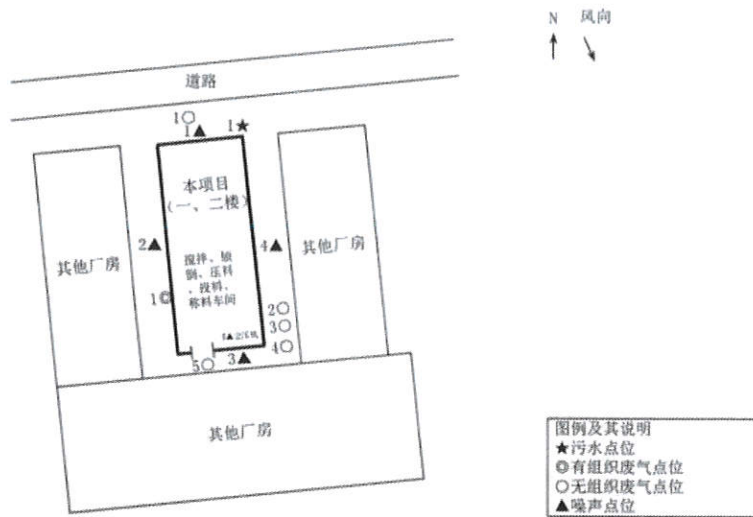 N 风向
道路
1○
1▲ 1★
本项目
(一、二楼)
2▲
4▲
其他厂房
其他厂房
搅拌、
侧、压料
、投料、
称料车间
1◎
2○
3○
4○
5○
3▲
其他厂房
图例及其说明
★污水点位
◎有组织废气点位
○无组织废气点位
▲噪声点位